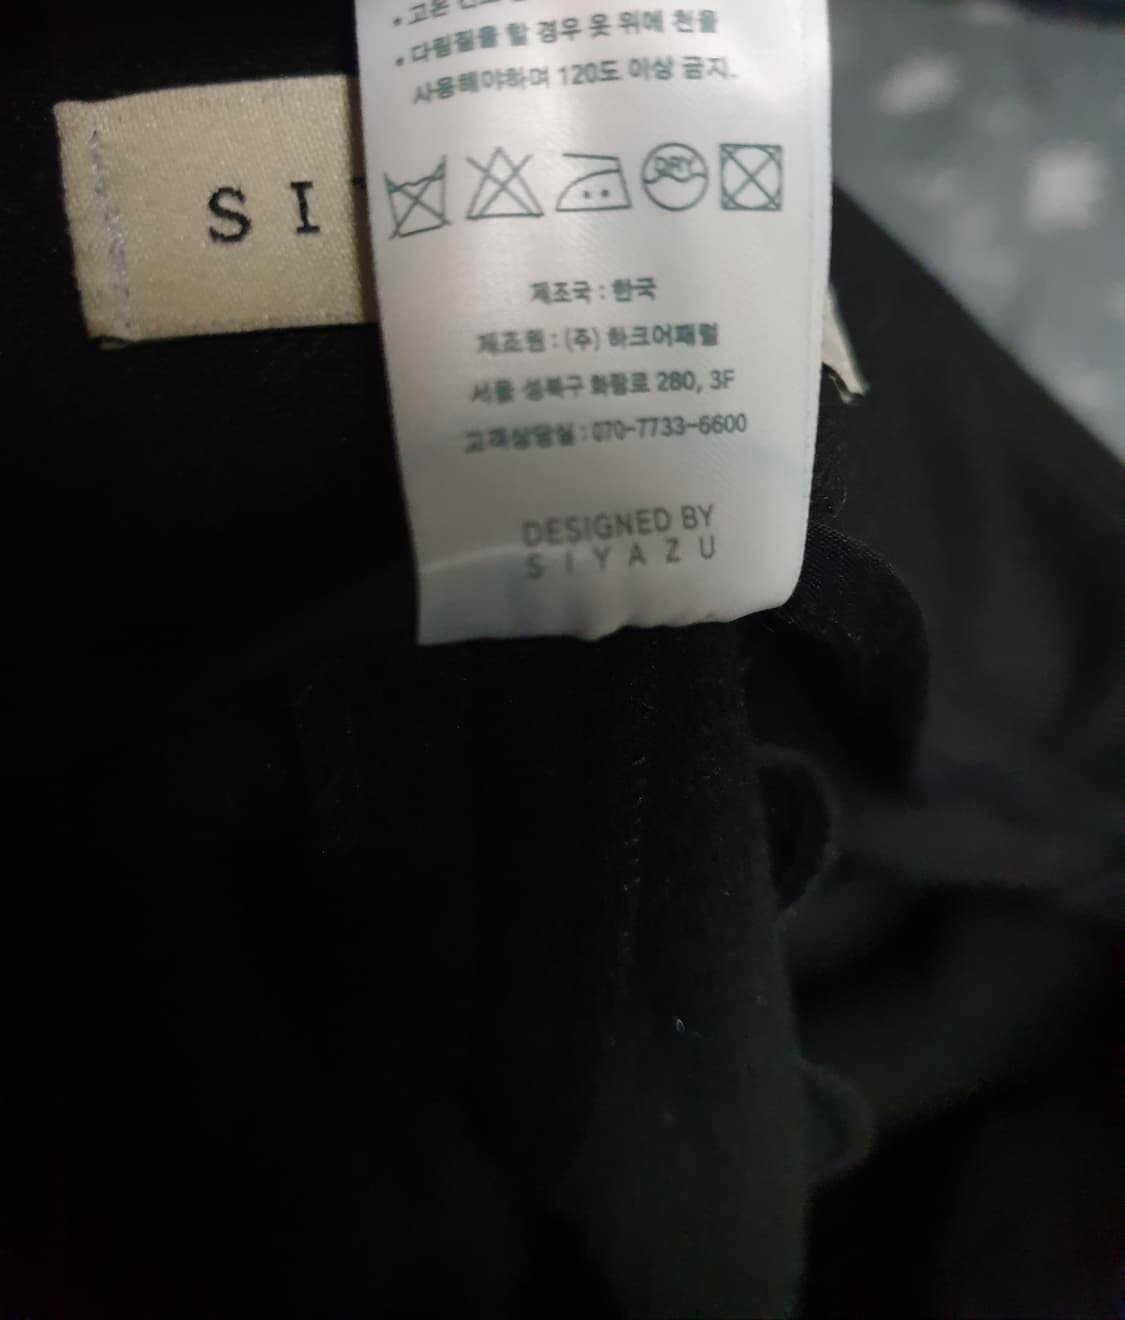 • 고온
• 다림질을 할 경우 옷 위에 천을
사용해야하며 120도 이상 금지.
S I
DRY
제조국 : 한국
제조원 : (주) 하크어패럴
서울 성북구 화랑로 280, 3F
고객상담실 : 070-7733-6600
DESIGNED BY
S I Y A Z U